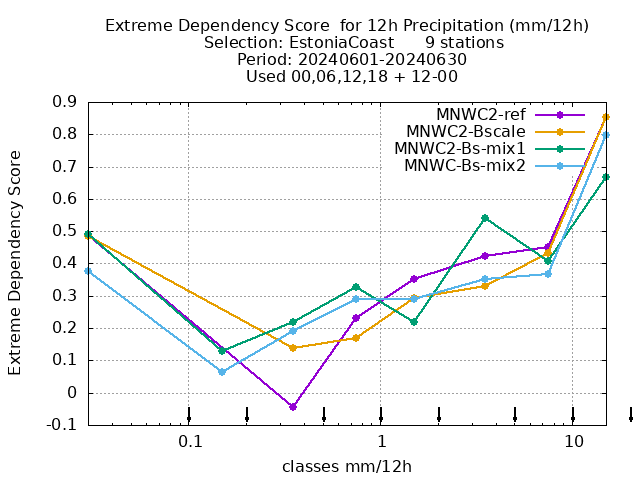 Extreme Dependency Score  for 12h Precipitation (mm/12h)
Selection: EstoniaCoast      9 stations
Period: 20240601-20240630
Used 00,06,12,18 + 12-00
MNWC2-ref
MNWC2-Bscale
MNWC2-Bs-mix1
MNWC-Bs-mix2
Extreme Dependency Score
0.9
0.8
0.7
0.6
0.5
0.4
0.3
0.2
0.1
0
-0.1
0.1 1 10
classes mm/12h